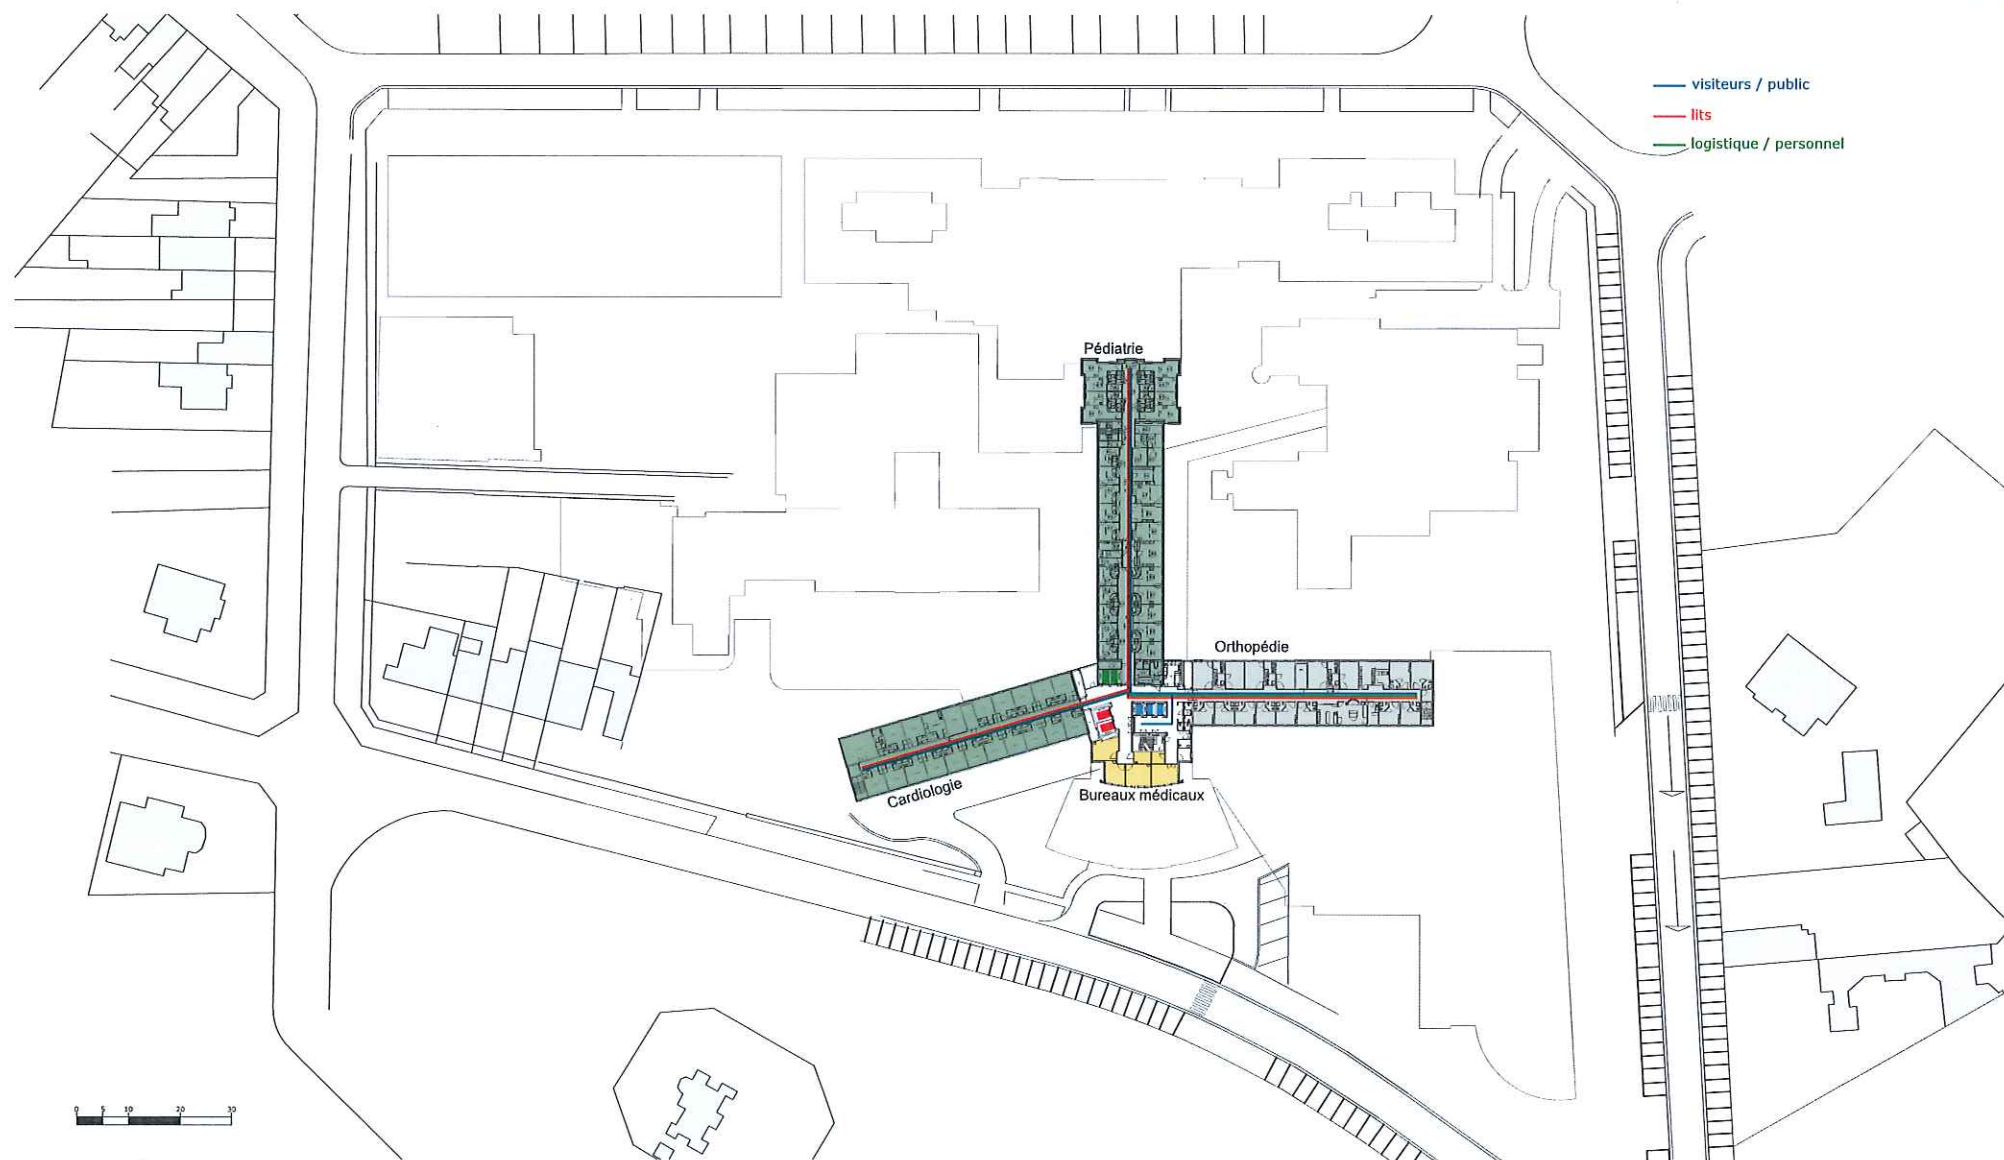 visiteurs / public
lits
logistique / personnel
Pédiatrie
Orthopédie
Cardiologie
Bureaux médicaux
0 5 10 20 30